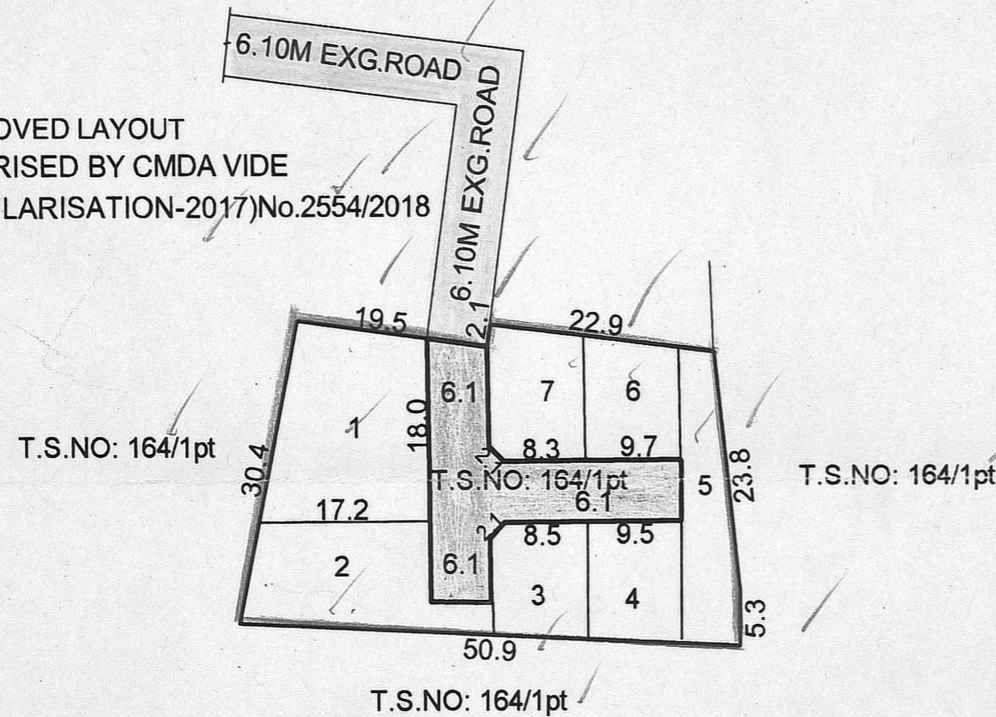 6.10M EXG.ROAD
6.10M EXG.ROAD
OVED LAYOUT
RISED BY CMDA VIDE
LARISATION-2017)No.2554/2018
19.5
2.1
22.9
6.1
7
6
1
18.0
8.3
9.7
T.S.NO: 164/1pt
30.4
T.S.NO: 164/1pt
5
23.8
T.S.NO: 164/1pt
6.1
17.2
8.5
9.5
2
6.1
3
4
5.3
50.9
T.S.NO: 164/1pt